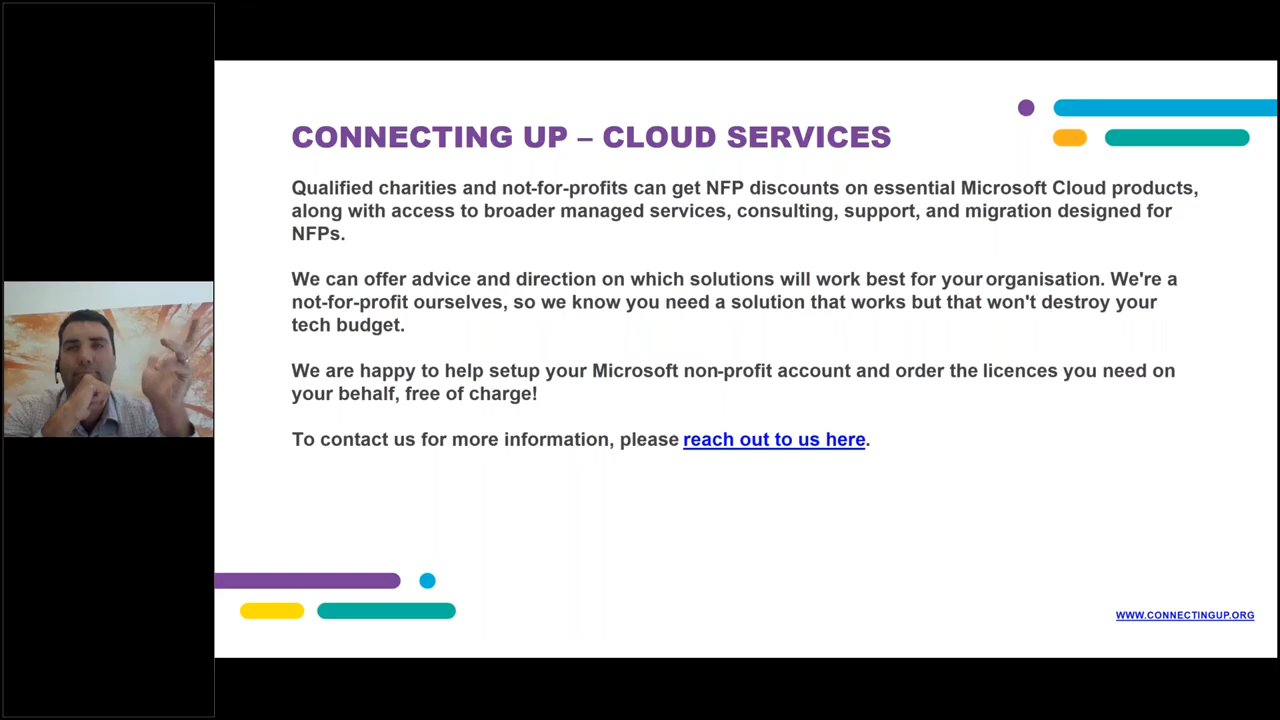 CONNECTING UP – CLOUD SERVICES
Qualified charities and not-for-profits can get NFP discounts on essential Microsoft Cloud products,
along with access to broader managed services, consulting, support, and migration designed for
NFPs.
We can offer advice and direction on which solutions will work best for your organisation. We're a
not-for-profit ourselves, so we know you need a solution that works but that won't destroy your
tech budget.
We are happy to help setup your Microsoft non-profit account and order the licences you need on
your behalf, free of charge!
To contact us for more information, please reach out to us here.
WWW.CONNECTINGUP.ORG